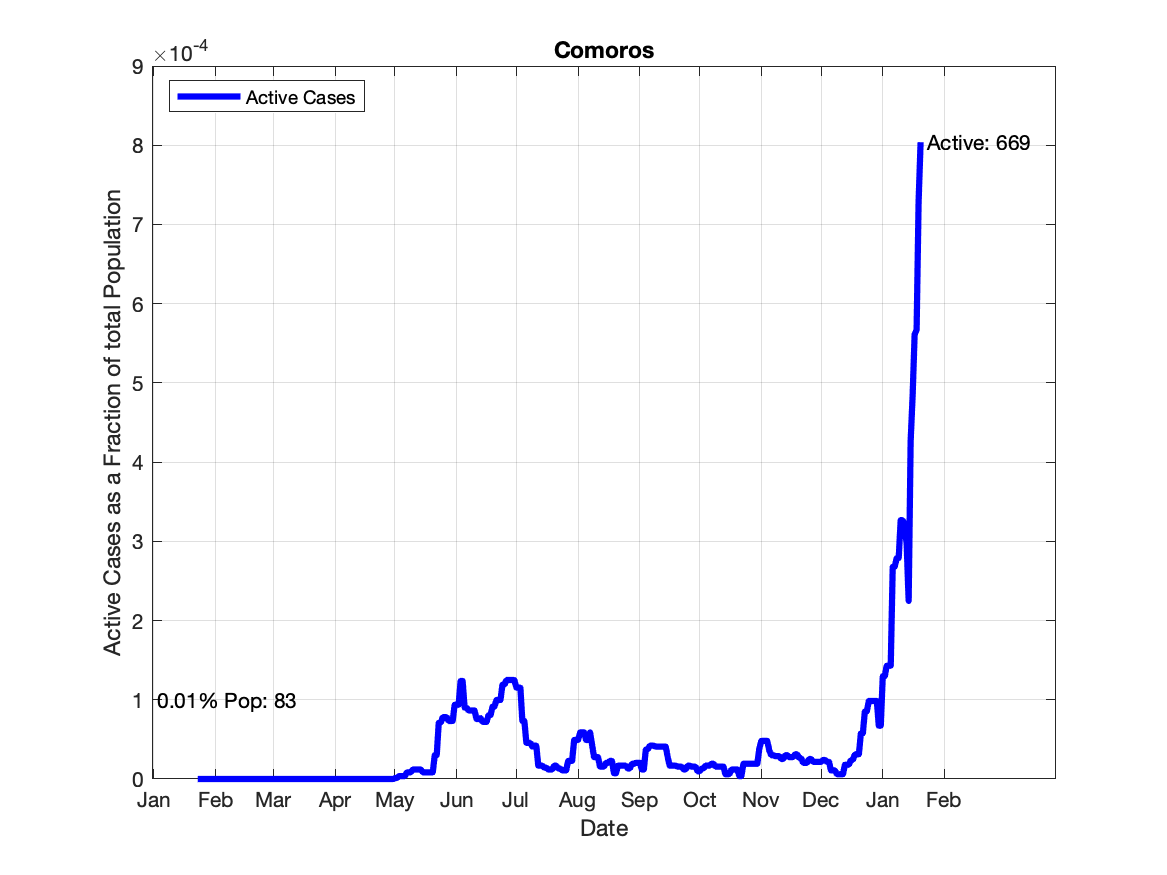 Comoros
×10-4
Active Cases
Active: 669
0.01% Pop: 83
9
8
7
6
5
4
3
2
1
0
Active Cases as a Fraction of total Population
Jan Feb Mar Apr May Jun Jul Aug Sep Oct Nov Dec Jan Feb
Date